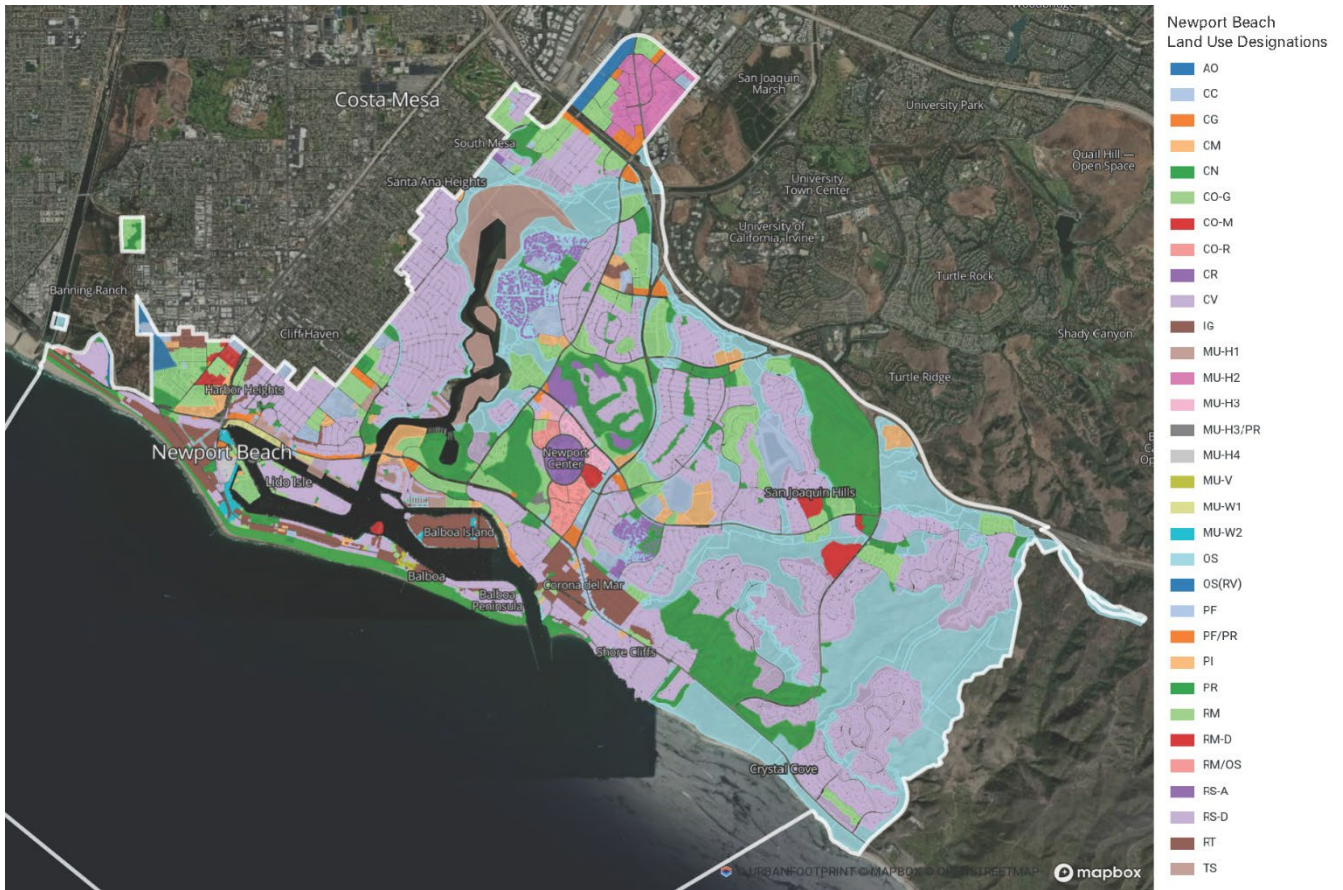 Newport Beach
Land Use Designations
AO
CC
CG
CM
CN
CO-G
CO-M
CO-R
CR
CV
IG
MU-H1
MU-H2
MU-H3
MU-H3/PR
MU-H4
MU-V
MU-W1
MU-W2
OS
OS(RV)
PF
PF/PR
PI
PR
RM
RM-D
RM/OS
RS-A
RS-D
RT
TS
Costa Mesa
San Joaquin
Marsh
University Park
South Mesa
Quail Hill —
Open Space
Santa Ana Heights
University
Town Center
University of
California, Irvine
Turtle Rock
Banning Ranch
Cliff Haven
Shady Canyon
Harbor Heights
Turtle Ridge
Newport Beach
Newport
Center
Lido Isle
San Joaquin Hills
Balboa Island
Balboa
Corona del Mar
Balboa
Peninsula
Shore Cliffs
Crystal Cove
© URBANFOOTPRINT © MAPBOX © OPENSTREETMAP
mapbox